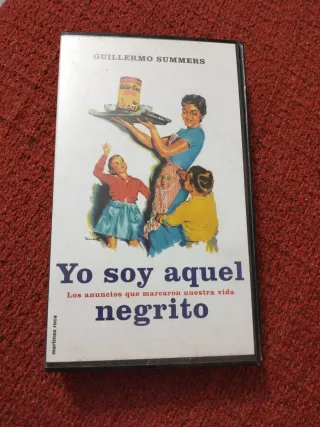 GUILLERMO SUMMERS
Yo soy aquel
Los anuncios que marcaron nuestra vida
negrito
martínez roca